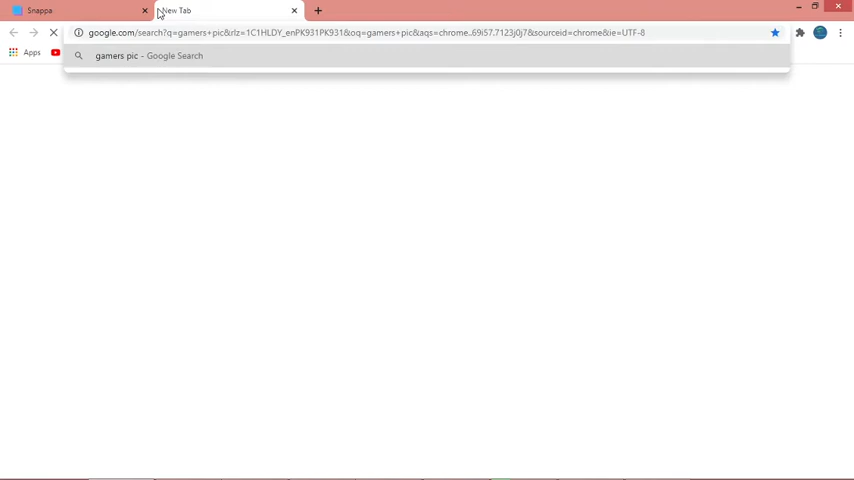 Snappa
New Tab
google.com/search?q=gamers+pic&rlz=1C1HLDY_enPK931PK931&oq=gamers+pic&aqs=chrome..69i57.7123j0j7&sourceid=chrome&ie=UTF-8
Apps
gamers pic - Google Search